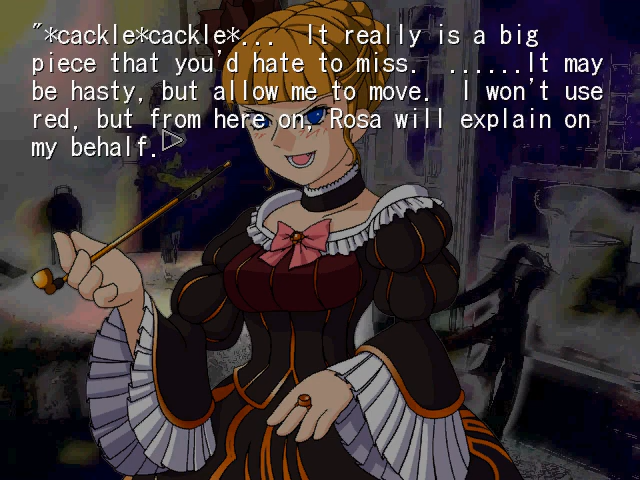 "*cackle*cackle*...  It really is a big
piece that you'd hate to miss.  ......It may
be hasty, but allow me to move.  I won't use
red, but from here on, Rosa will explain on
my behalf.